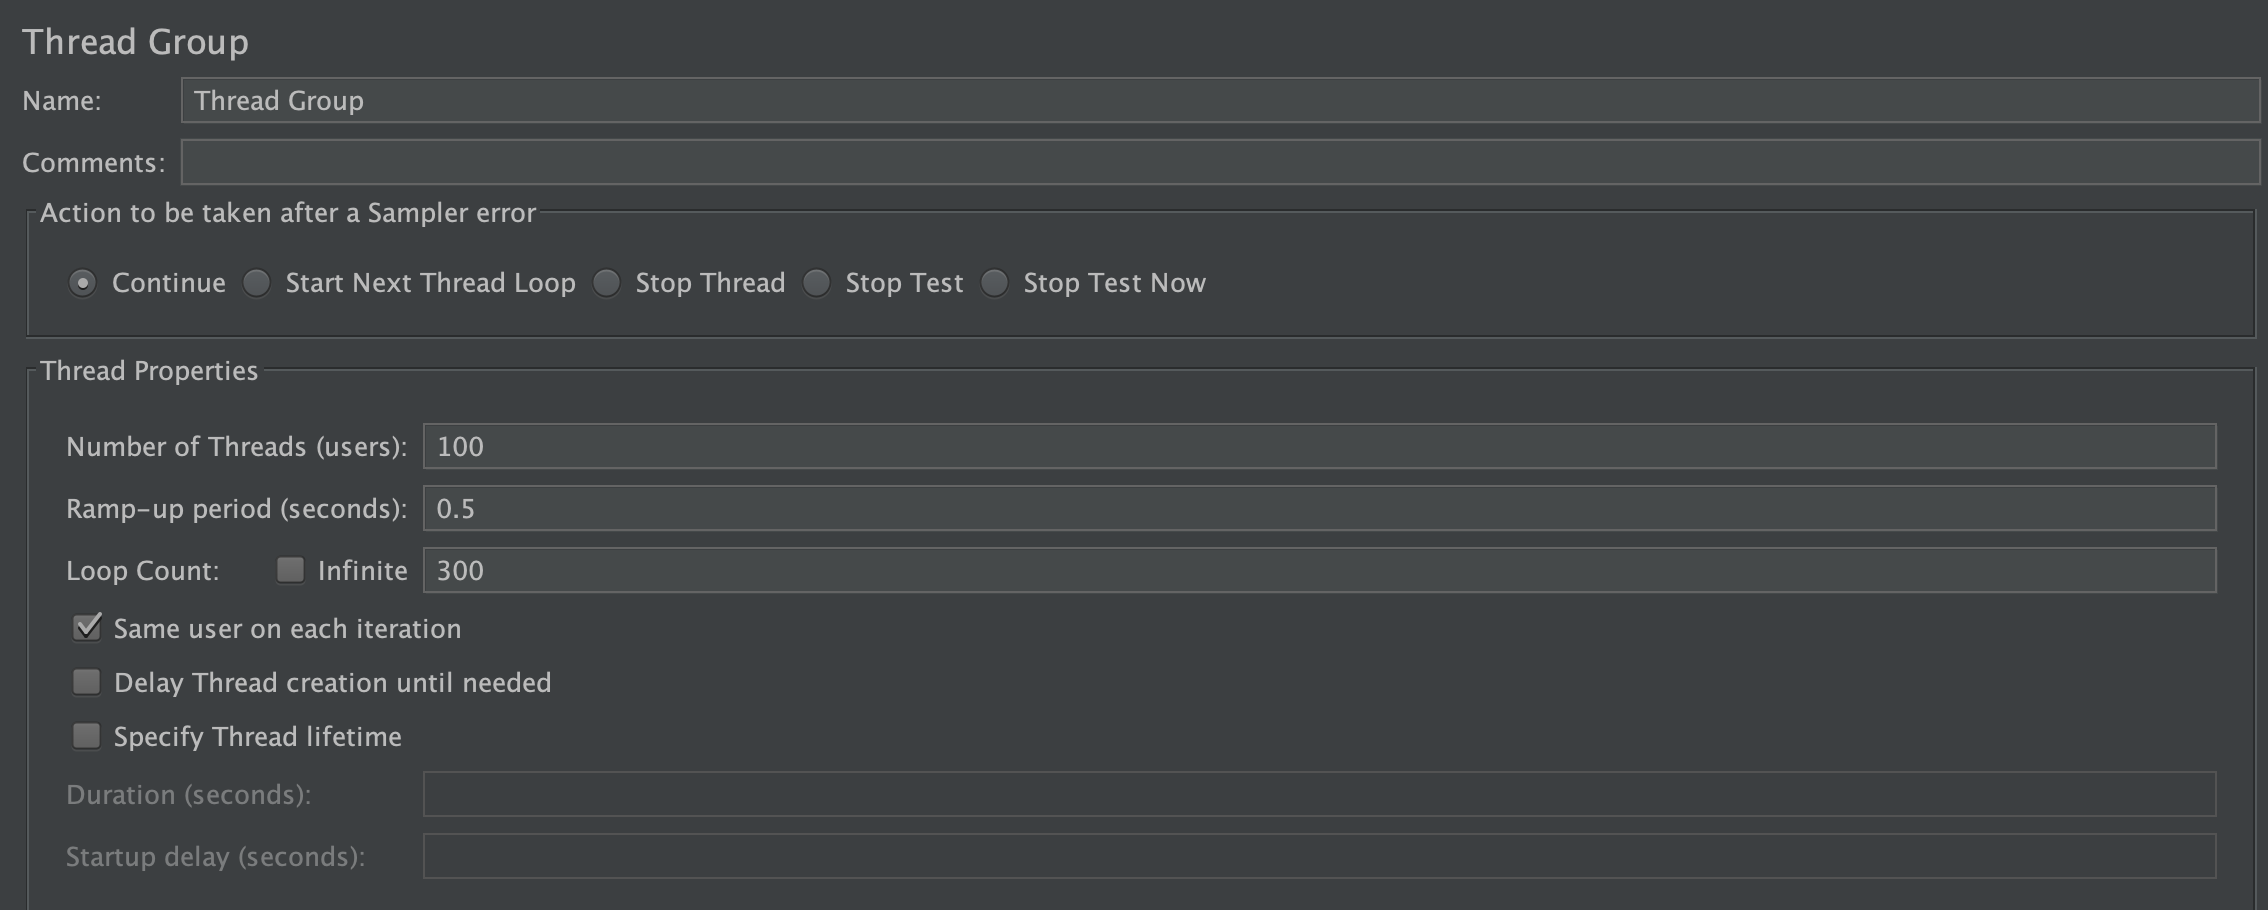 Thread Group
Name: Thread Group
Comments:
Action to be taken after a Sampler error
Continue Start Next Thread Loop Stop Thread Stop Test Stop Test Now
Thread Properties
Number of Threads (users): 100
Ramp-up period (seconds): 0.5
Loop Count: Infinite 300
Same user on each iteration
Delay Thread creation until needed
Specify Thread lifetime
Duration (seconds):
Startup delay (seconds):